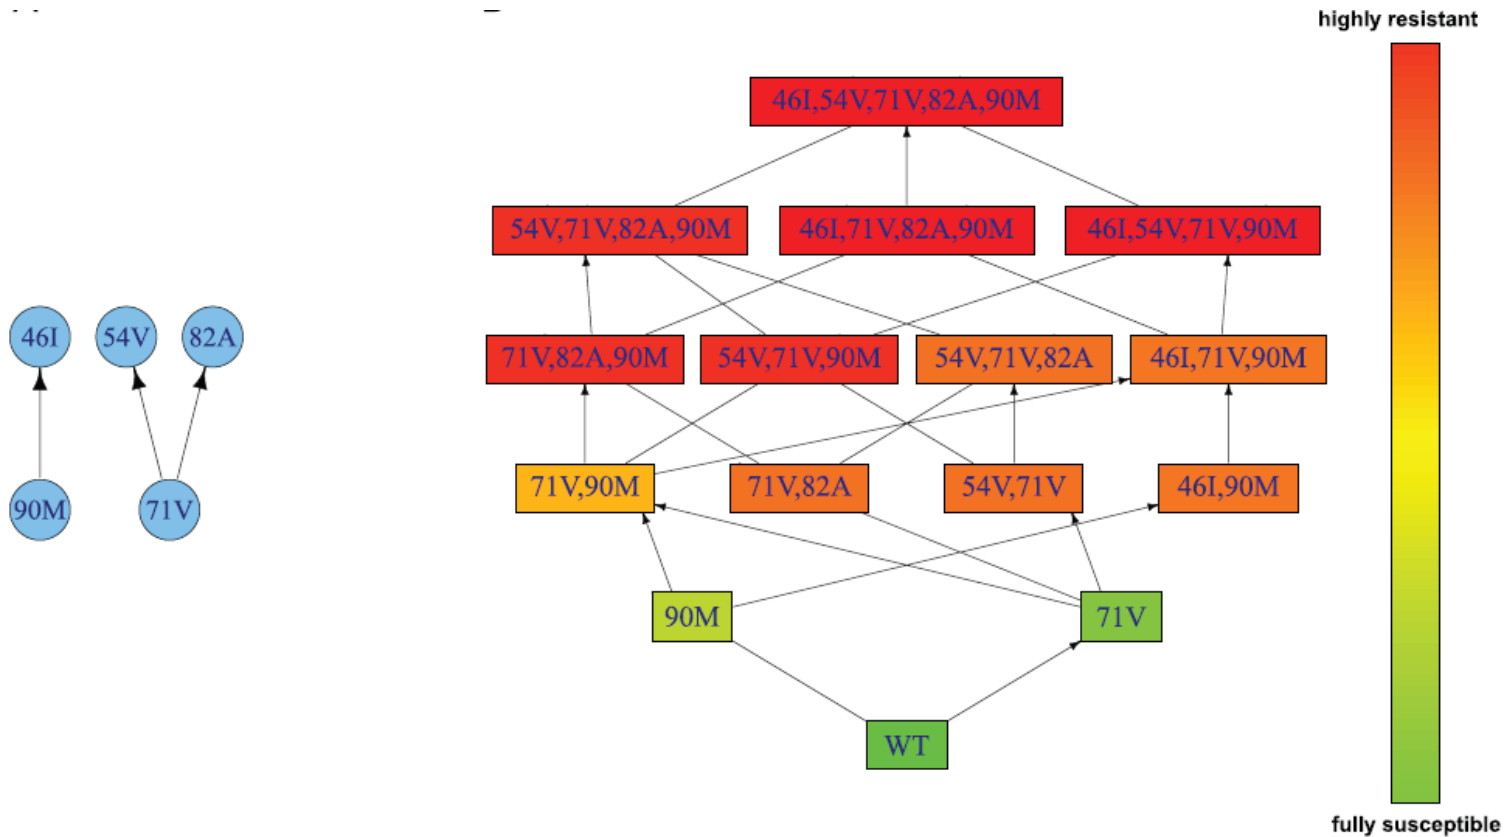 highly resistant
46I,54V,71V,82A,90M
54V,71V,82A,90M
46I,71V,82A,90M
46I,54V,71V,90M
46I
54V
82A
71V,82A,90M
54V,71V,90M
54V,71V,82A
46I,71V,90M
90M
71V
71V,90M
71V,82A
54V,71V
46I,90M
90M
71V
WT
fully susceptible